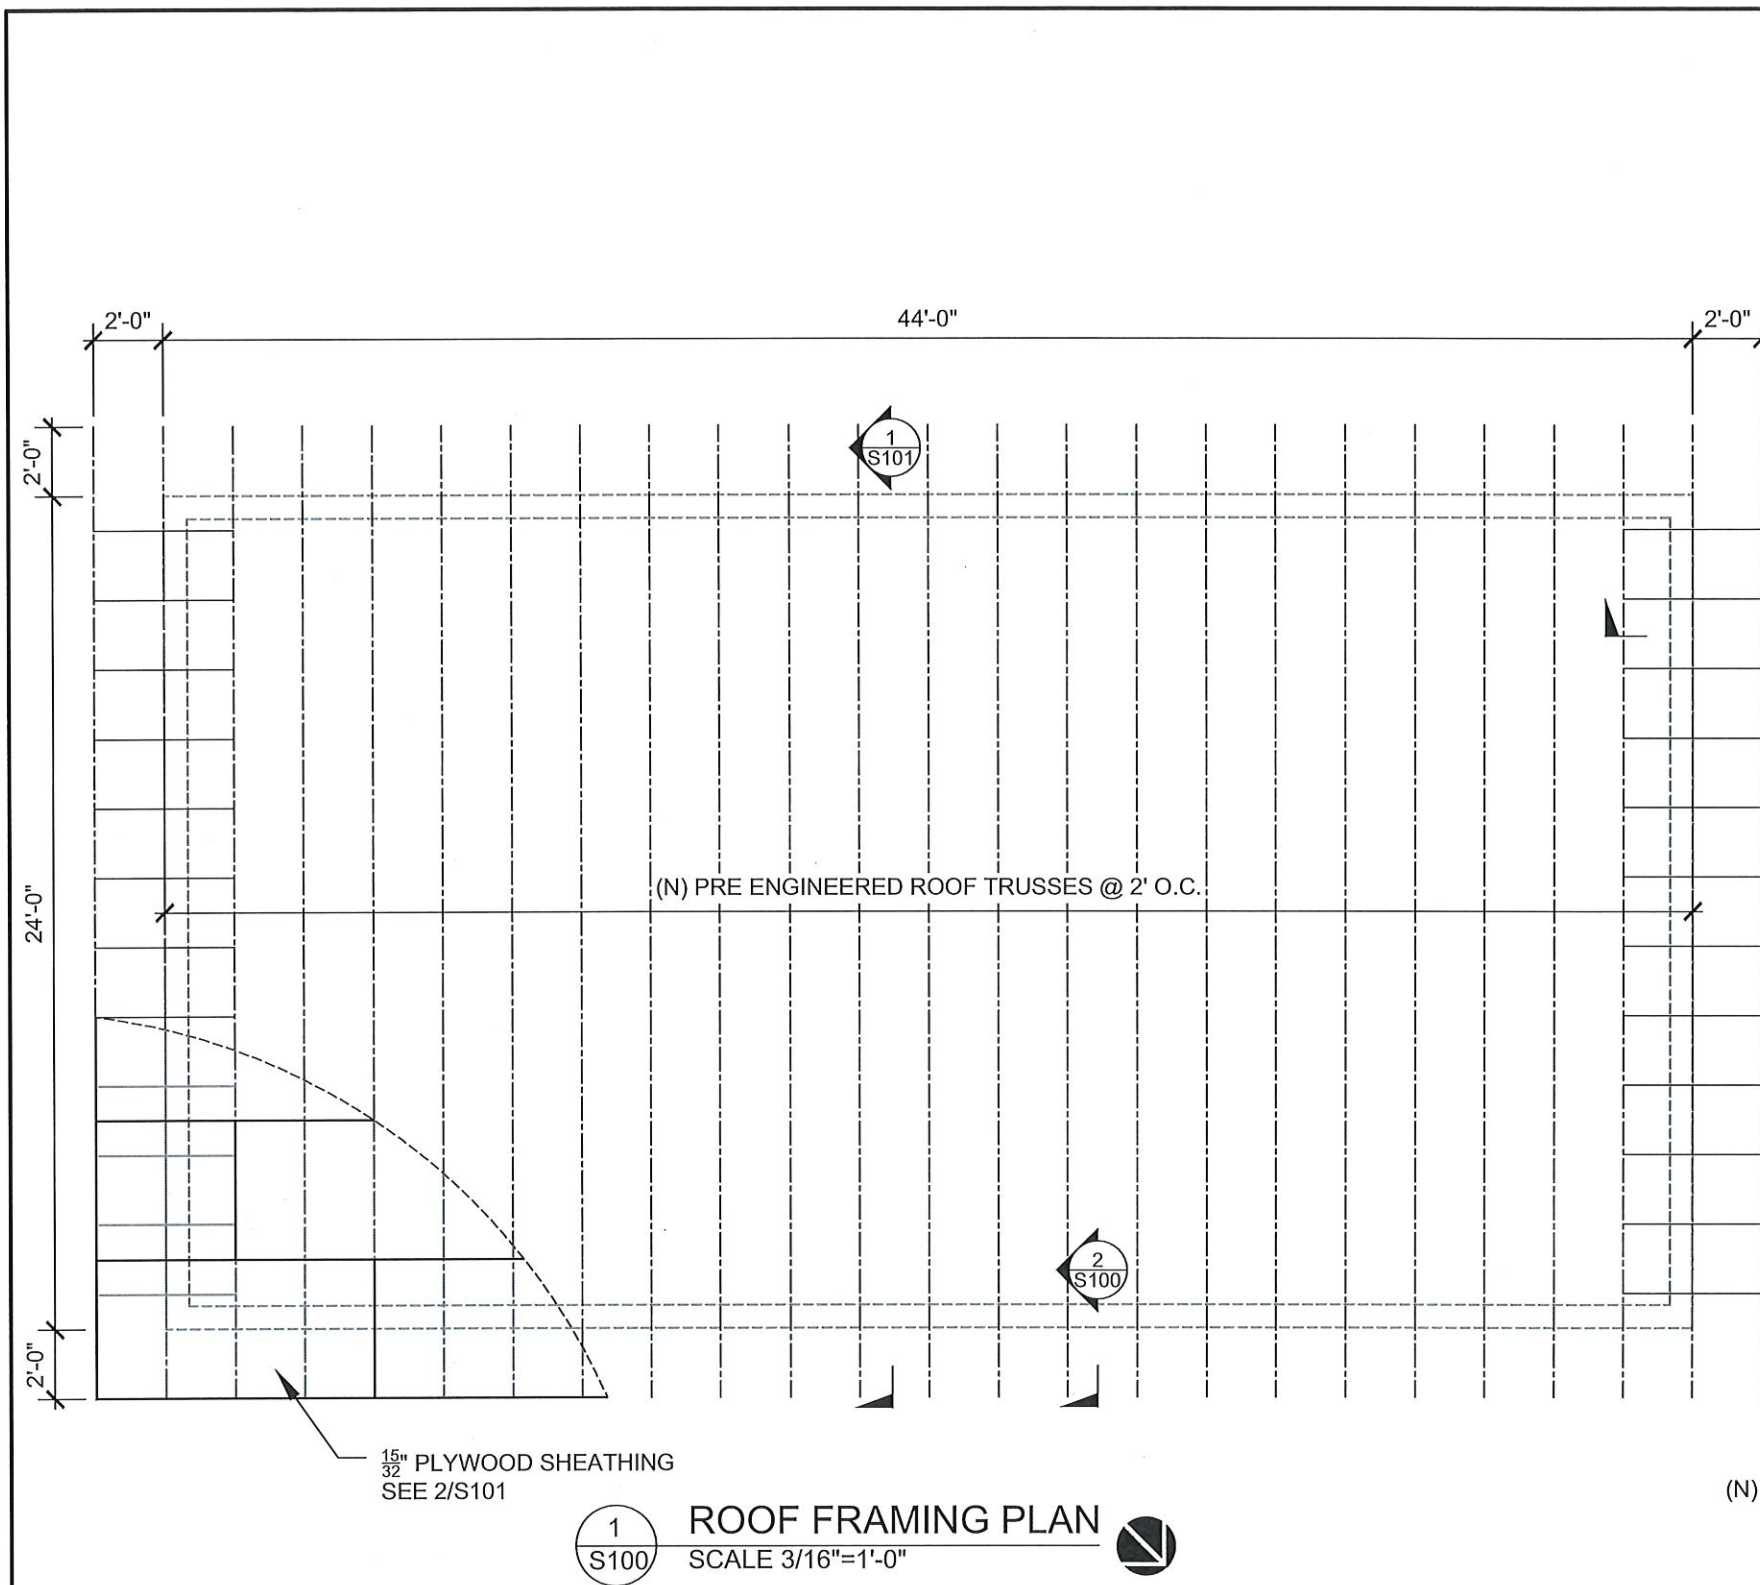 2'-0"
44'-0"
2'-0"
2'-0"
1
S101
24'-0"
(N) PRE ENGINEERED ROOF TRUSSES @ 2' O.C.
2
S100
2'-0"
15/32" PLYWOOD SHEATHING
SEE 2/S101
(N)
1
S100
ROOF FRAMING PLAN
SCALE 3/16"=1'-0"